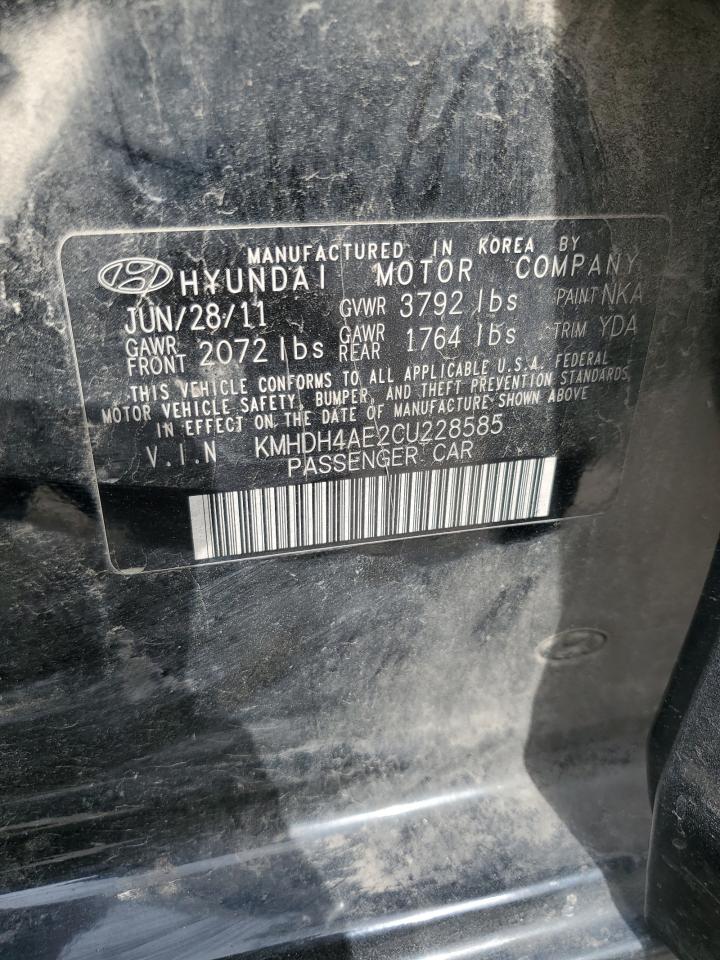 MANUFACTURED IN KOREA BY
HYUNDAI MOTOR COMPANY
JUN/28/11 GVWR 3792 lbs PAINT NKA
GAWR FRONT 2072 lbs GAWR REAR 1764 lbs TRIM YDA
THIS VEHICLE CONFORMS TO ALL APPLICABLE U.S.A. FEDERAL
MOTOR VEHICLE SAFETY, BUMPER, AND THEFT PREVENTION STANDARDS
IN EFFECT ON THE DATE OF MANUFACTURE SHOWN ABOVE
V.I.N KMHDH4AE2CU228585
PASSENGER CAR